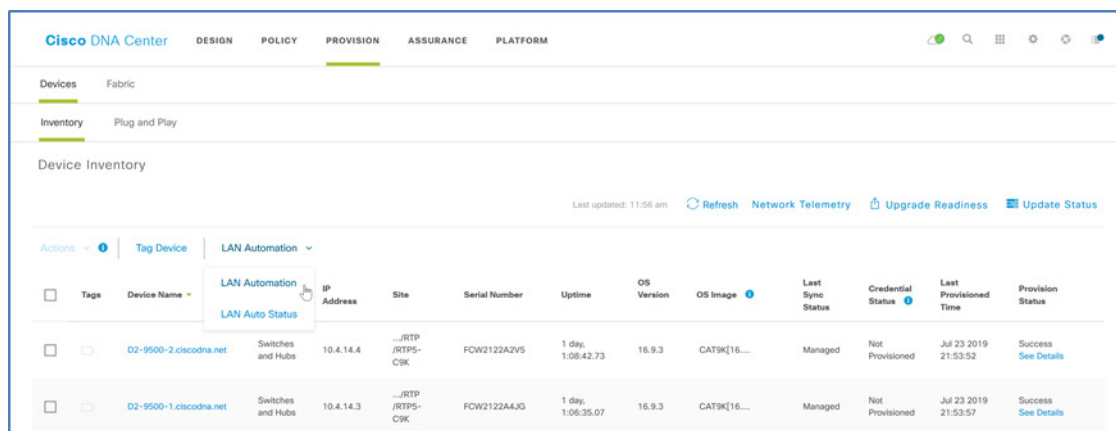 Cisco DNA Center DESIGN POLICY PROVISION ASSURANCE PLATFORM
Devices Fabric
Inventory Plug and Play
Device Inventory
Last updated: 11:56 am Refresh Network Telemetry Upgrade Readiness Update Status
Actions Tag Device LAN Automation
LAN Automation
LAN Auto Status
Tags Device Name IP Address Site Serial Number Uptime OS Version OS Image Last Sync Status Credential Status Last Provisioned Time Provision Status
D2-9500-2.ciscodna.net Switches and Hubs 10.4.14.4 .../RTP /RTP5-C9K FCW2122A2V5 1 day, 1:08:42.73 16.9.3 CAT9K[16.... Managed Not Provisioned Jul 23 2019 21:53:52 Success See Details
D2-9500-1.ciscodna.net Switches and Hubs 10.4.14.3 .../RTP /RTP5-C9K FCW2122A4JG 1 day, 1:06:35.07 16.9.3 CAT9K[16.... Managed Not Provisioned Jul 23 2019 21:53:57 Success See Details